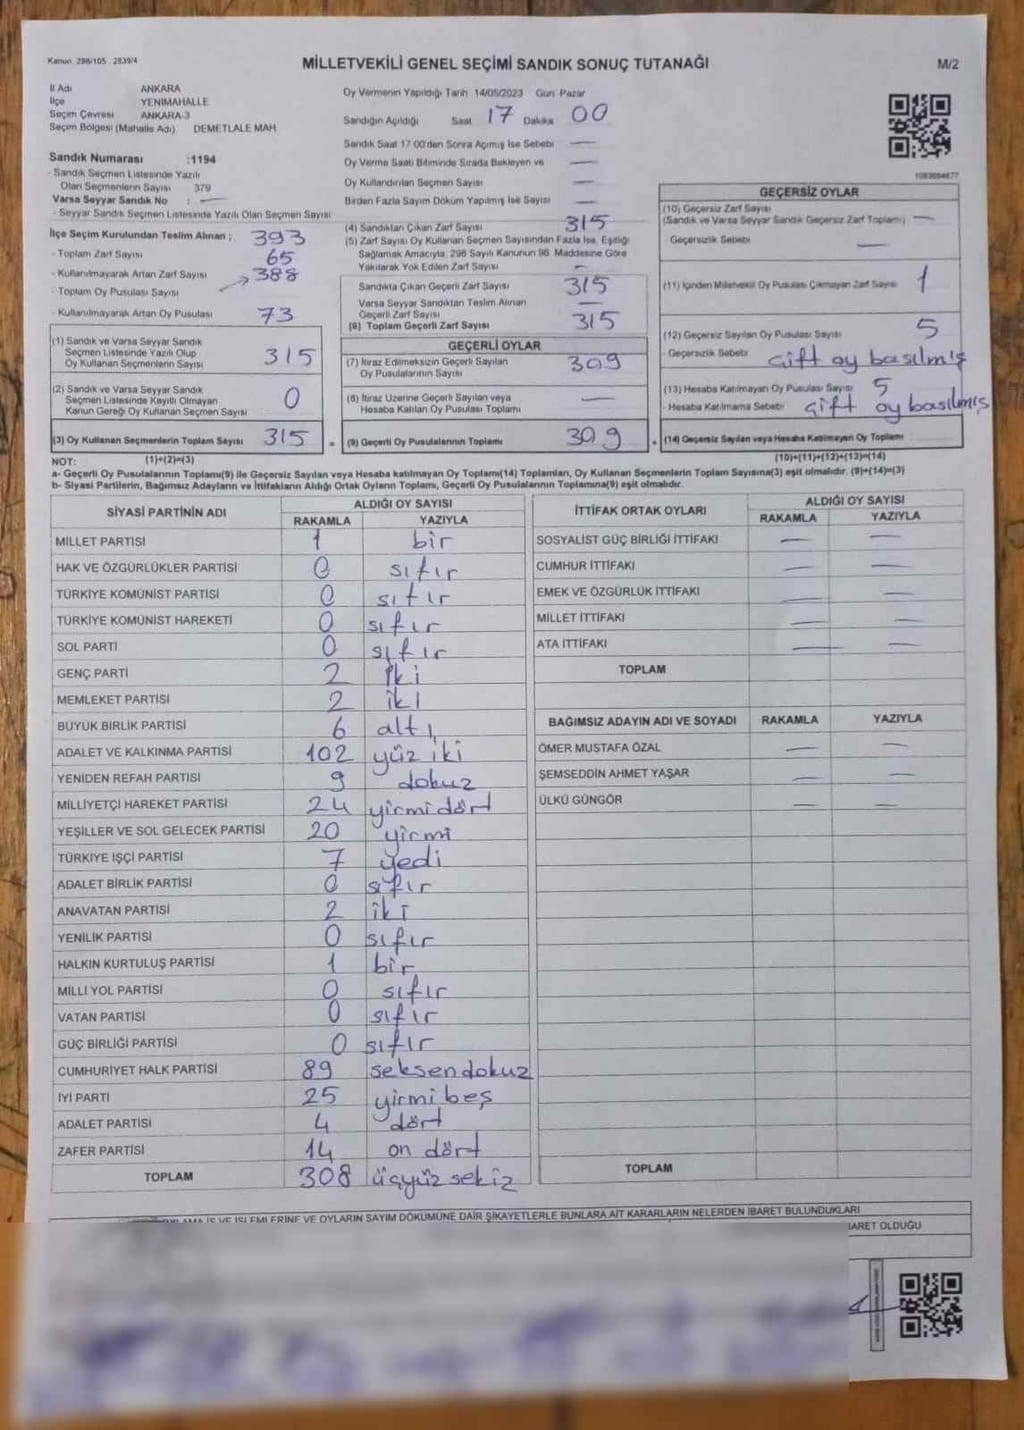 Kanun. 298/105 2839/4
MİLLETVEKİLİ GENEL SEÇİMİ SANDIK SONUÇ TUTANAĞI
M/2
İl Adı ANKARA
İlçe YENİMAHALLE
Seçim Çevresi ANKARA-3
Seçim Bölgesi (Mahalle Adı) DEMETLALE MAH
Oy Vermenin Yapıldığı Tarih 14/05/2023 Gün Pazar
Sandığın Açıldığı Saat 17 Dakika 00
Sandık Saat 17 00'den Sonra Açımış İse Sebebi —
Oy Verme Saati Bitiminde Sırada Bekleyen ve —
Oy Kullandırılan Seçmen Sayısı —
Birden Fazla Sayım Döküm Yapılmış İse Sayısı —
Sandık Numarası :1194
- Sandık Seçmen Listesinde Yazılı
Olan Seçmenlerin Sayısı 379
Varsa Seyyar Sandık No : —
- Seyyar Sandık Seçmen Listesinde Yazılı Olan Seçmen Sayısı
İlçe Seçim Kurulundan Teslim Alınan ; 393
- Toplam Zarf Sayısı 65
- Kullanılmayarak Artan Zarf Sayısı 388
- Toplam Oy Pusulası Sayısı
- Kullanılmayarak Artan Oy Pusulası 73
(1) Sandık ve Varsa Seyyar Sandık
Seçmen Listesinde Yazılı Olup
Oy Kullanan Seçmenlerin Sayısı 315
(2) Sandık ve Varsa Seyyar Sandık
Seçmen Listesinde Kayıtlı Olmayan
Kanun Gereği Oy Kullanan Seçmen Sayısı 0
(3) Oy Kullanan Seçmenlerin Toplam Sayısı 315
(4) Sandıktan Çıkan Zarf Sayısı 315
(5) Zarf Sayısı Oy Kullanan Seçmen Sayısından Fazla İse, Eşitliği
Sağlamak Amacıyla, 298 Sayılı Kanunun 98. Maddesine Göre
Yakılarak Yok Edilen Zarf Sayısı —
Sandıkta Çıkan Geçerli Zarf Sayısı 315
Varsa Seyyar Sandıktan Teslim Alınan
Geçerli Zarf Sayısı —
(6) Toplam Geçerli Zarf Sayısı 315
GEÇERLİ OYLAR
(7) İtiraz Edilmeksizin Geçerli Sayılan
Oy Pusulalarının Sayısı 309
(8) İtiraz Üzerine Geçerli Sayılan veya
Hesaba Katılan Oy Pusulası Toplamı —
= (9) Geçerli Oy Pusulalarının Toplamı 309
1083684677
GEÇERSİZ OYLAR
(10) Geçersiz Zarf Sayısı
(Sandık ve Varsa Seyyar Sandık Geçersiz Zarf Toplamı) —
- Geçersizlik Sebebi —
(11) İçinden Milletvekili Oy Pusulası Çıkmayan Zarf Sayısı 1
(12) Geçersiz Sayılan Oy Pusulası Sayısı 5
- Geçersizlik Sebebi çift oy basılmış
(13) Hesaba Katılmayan Oy Pusulası Sayısı 5
- Hesaba Katılmama Sebebi çift oy basılmış
+ (14) Geçersiz Sayılan veya Hesaba Katılmayan Oy Toplamı
NOT: (1)+(2)=(3) (10)+(11)+(12)+(13)=(14)
a- Geçerli Oy Pusulalarının Toplamı(9) ile Geçersiz Sayılan veya Hesaba katılmayan Oy Toplamı(14) Toplamları, Oy Kullanan Seçmenlerin Toplam Sayısına(3) eşit olmalıdır. (9)+(14)=(3)
b- Siyasi Partilerin, Bağımsız Adayların ve İttifakların Aldığı Ortak Oyların Toplamı, Geçerli Oy Pusulalarının Toplamına(9) eşit olmalıdır.
SİYASİ PARTİNİN ADI ALDIĞI OY SAYISI
RAKAMLA YAZIYLA
MİLLET PARTİSİ 1 bir
HAK VE ÖZGÜRLÜKLER PARTİSİ 0 sıfır
TÜRKİYE KOMÜNİST PARTİSİ 0 sıfır
TÜRKİYE KOMÜNİST HAREKETİ 0 sıfır
SOL PARTİ 0 sıfır
GENÇ PARTİ 2 iki
MEMLEKET PARTİSİ 2 iki
BÜYÜK BİRLİK PARTİSİ 6 altı
ADALET VE KALKINMA PARTİSİ 102 yüz iki
YENİDEN REFAH PARTİSİ 9 dokuz
MİLLİYETÇİ HAREKET PARTİSİ 24 yirmi dört
YEŞİLLER VE SOL GELECEK PARTİSİ 20 yirmi
TÜRKİYE İŞÇİ PARTİSİ 7 yedi
ADALET BİRLİK PARTİSİ 0 sıfır
ANAVATAN PARTİSİ 2 iki
YENİLİK PARTİSİ 0 sıfır
HALKIN KURTULUŞ PARTİSİ 1 bir
MİLLİ YOL PARTİSİ 0 sıfır
VATAN PARTİSİ 0 sıfır
GÜÇ BİRLİĞİ PARTİSİ 0 sıfır
CUMHURİYET HALK PARTİSİ 89 seksen dokuz
İYİ PARTİ 25 yirmi beş
ADALET PARTİSİ 4 dört
ZAFER PARTİSİ 14 on dört
TOPLAM 308 üçyüz sekiz
İTTİFAK ORTAK OYLARI ALDIĞI OY SAYISI
RAKAMLA YAZIYLA
SOSYALİST GÜÇ BİRLİĞİ İTTİFAKI — —
CUMHUR İTTİFAKI — —
EMEK VE ÖZGÜRLÜK İTTİFAKI — —
MİLLET İTTİFAKI — —
ATA İTTİFAKI — —
TOPLAM
BAĞIMSIZ ADAYIN ADI VE SOYADI RAKAMLA YAZIYLA
ÖMER MUSTAFA ÖZAL — —
ŞEMSEDDİN AHMET YAŞAR — —
ÜLKÜ GÜNGÖR — —
TOPLAM
İŞ VE İŞLEMLERİNE VE OYLARIN SAYIM DÖKÜMÜNE DAİR ŞİKAYETLERLE BUNLARA AİT KARARLARIN NELERDEN İBARET BULUNDUKLARI
İBARET OLDUĞU